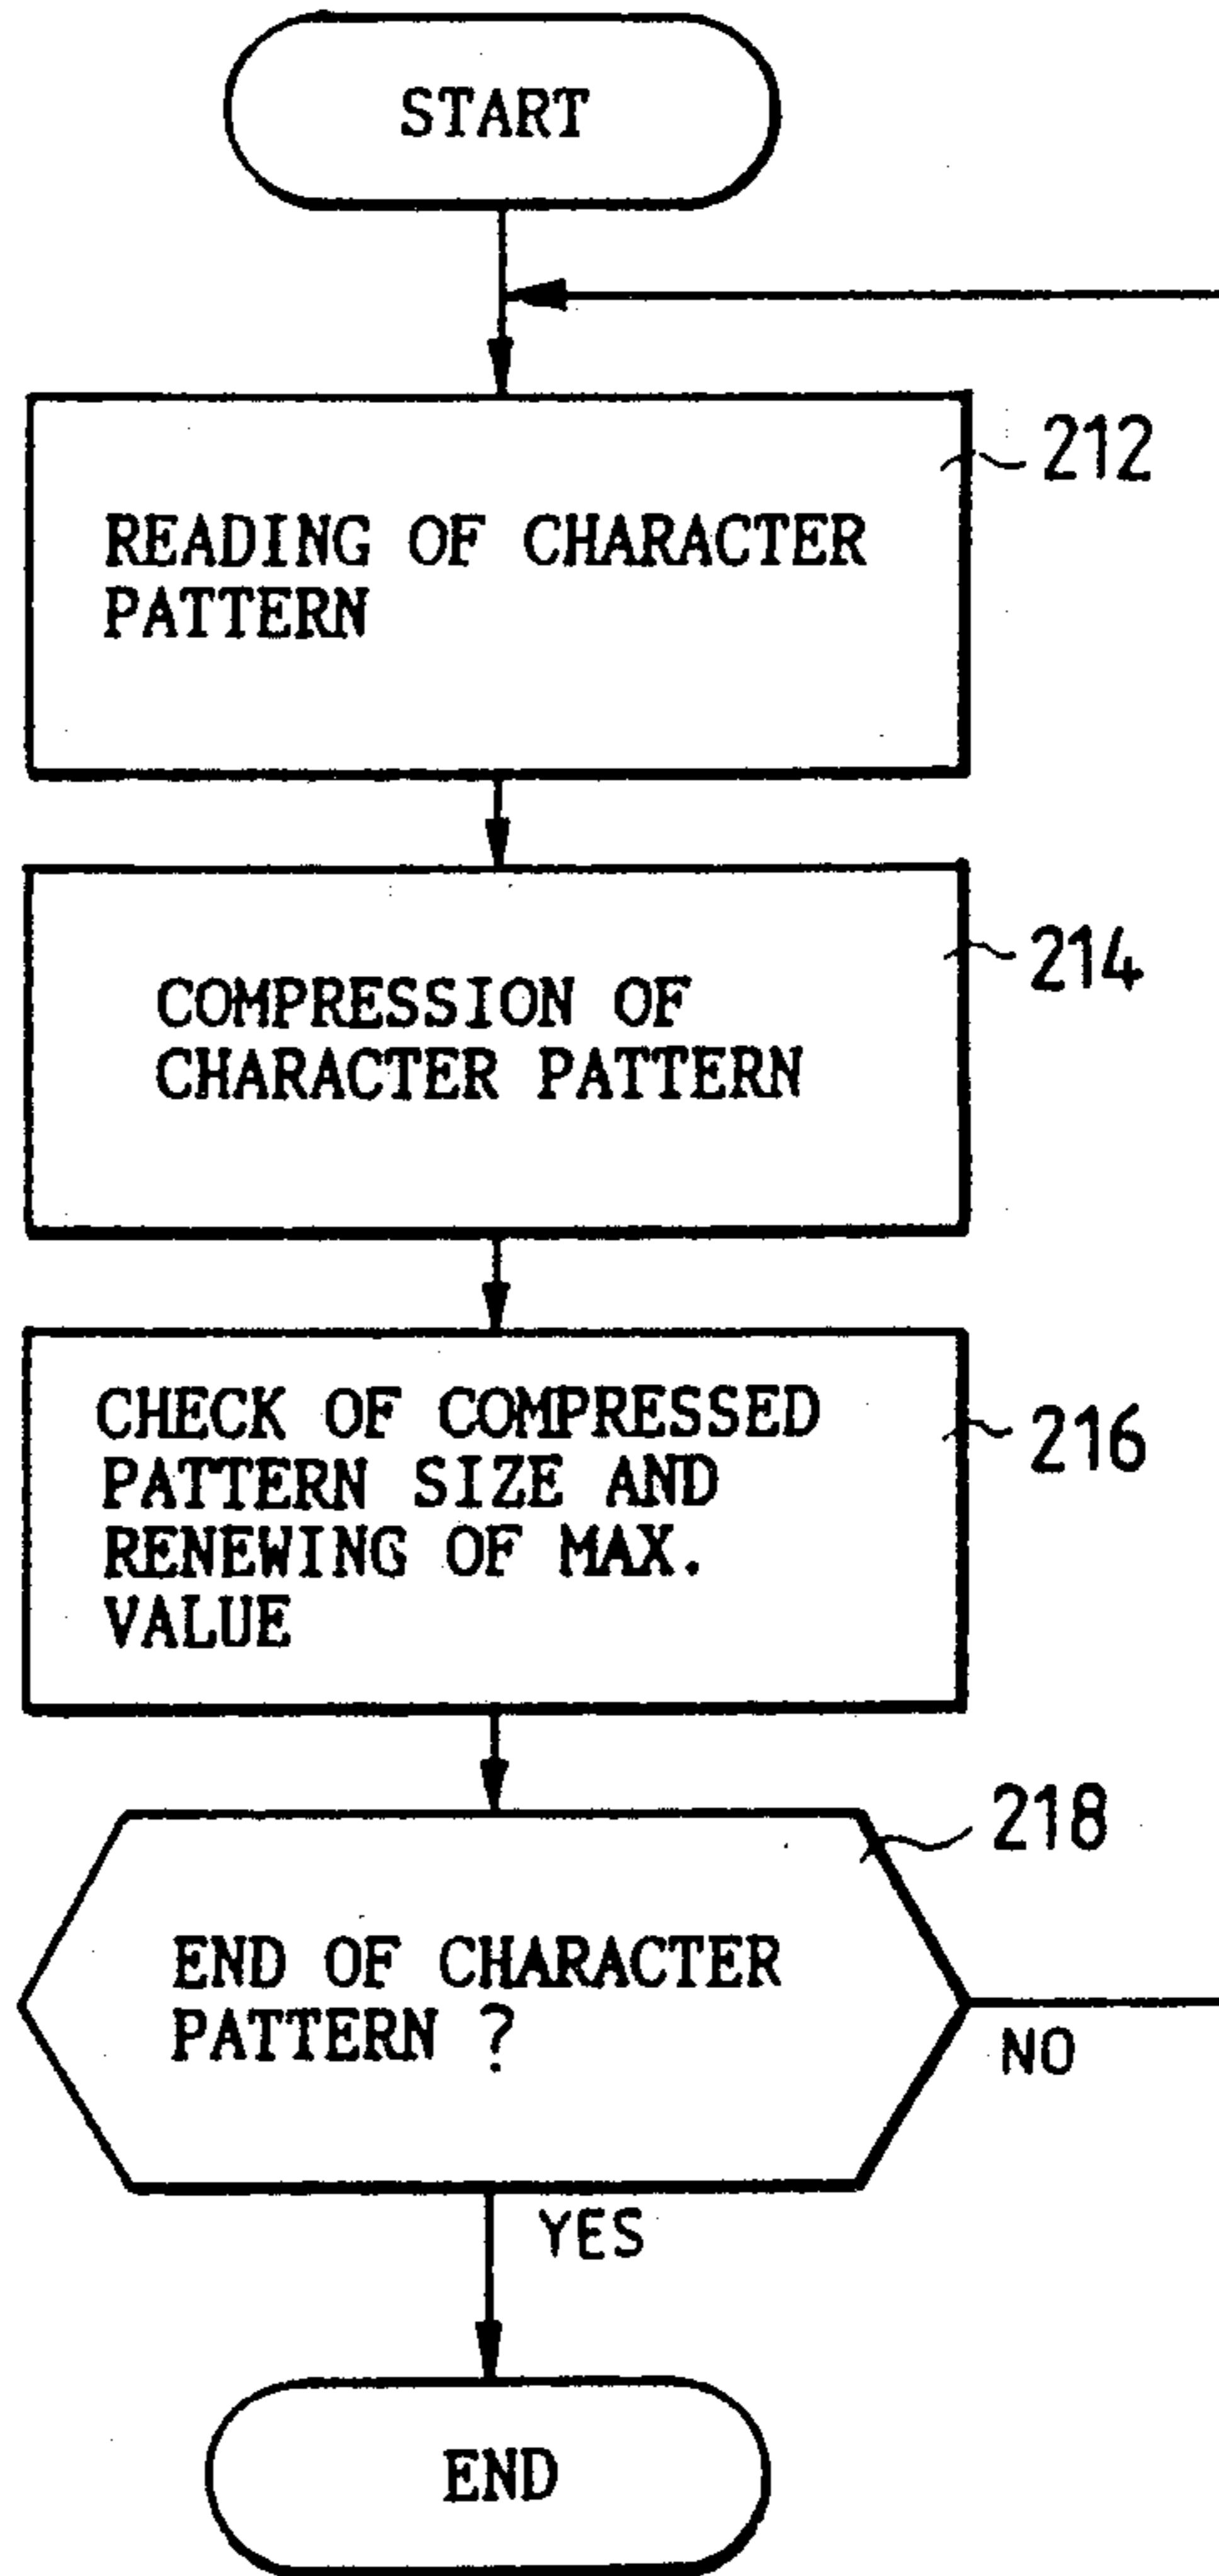 START
212
READING OF CHARACTER
PATTERN
214
COMPRESSION OF
CHARACTER PATTERN
216
CHECK OF COMPRESSED
PATTERN SIZE AND
RENEWING OF MAX.
VALUE
218
END OF CHARACTER
PATTERN ?
NO
YES
END